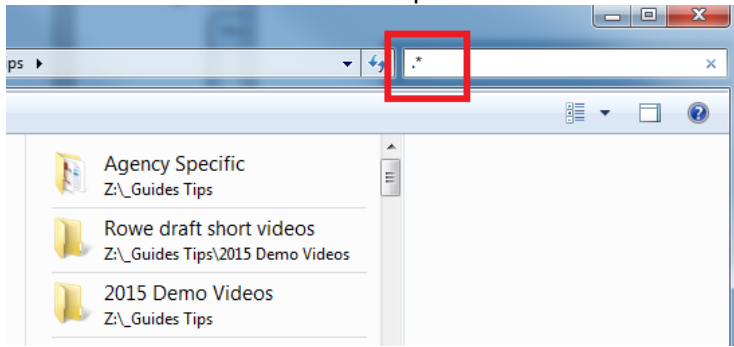 ps
.*
Agency Specific
Z:\_Guides Tips
Rowe draft short videos
Z:\_Guides Tips\2015 Demo Videos
2015 Demo Videos
Z:\_Guides Tips